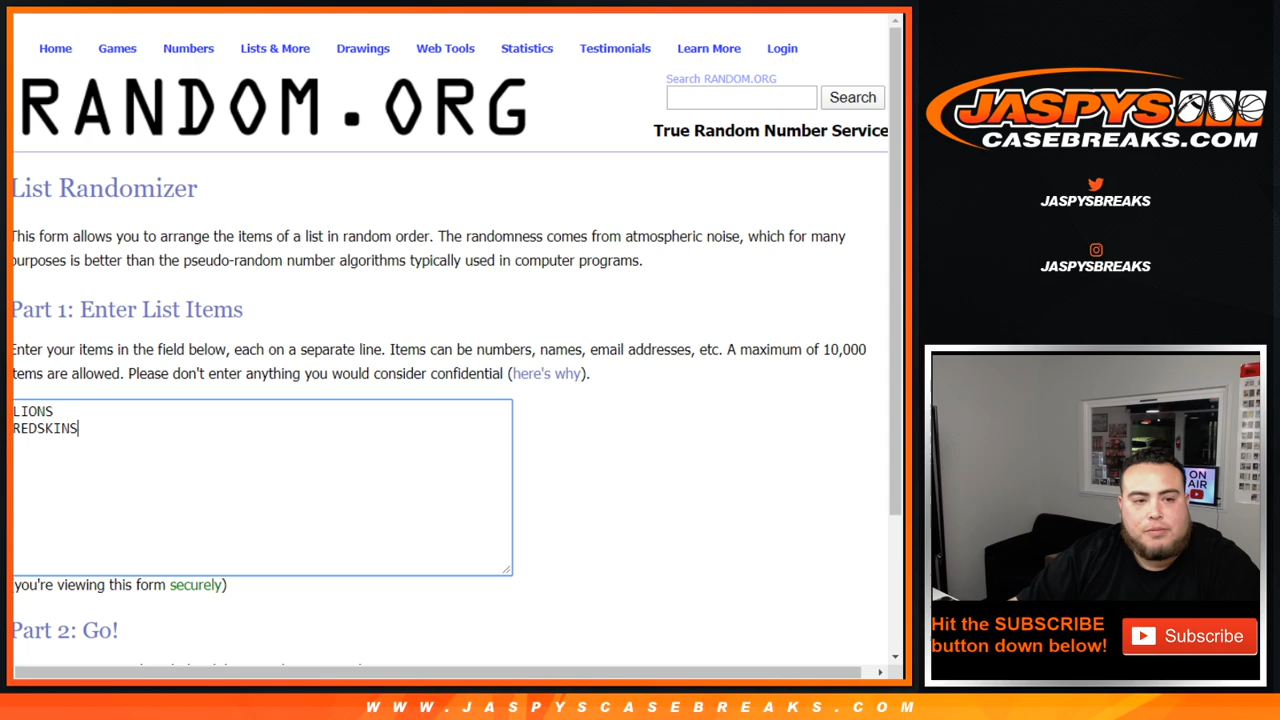 Home Games Numbers Lists & More Drawings Web Tools Statistics Testimonials Learn More Login
RANDOM.ORG
Search RANDOM.ORG
Search
True Random Number Service
List Randomizer
This form allows you to arrange the items of a list in random order. The randomness comes from atmospheric noise, which for many
purposes is better than the pseudo-random number algorithms typically used in computer programs.
Part 1: Enter List Items
Enter your items in the field below, each on a separate line. Items can be numbers, names, email addresses, etc. A maximum of 10,000
items are allowed. Please don't enter anything you would consider confidential (here's why).
LIONS
REDSKINS
(you're viewing this form securely)
Part 2: Go!
JASPYS
CASEBREAKS.COM
JASPYSBREAKS
JASPYSBREAKS
ON
AIR
Hit the SUBSCRIBE
button down below!
Subscribe
WWW.JASPYSCASEBREAKS.COM